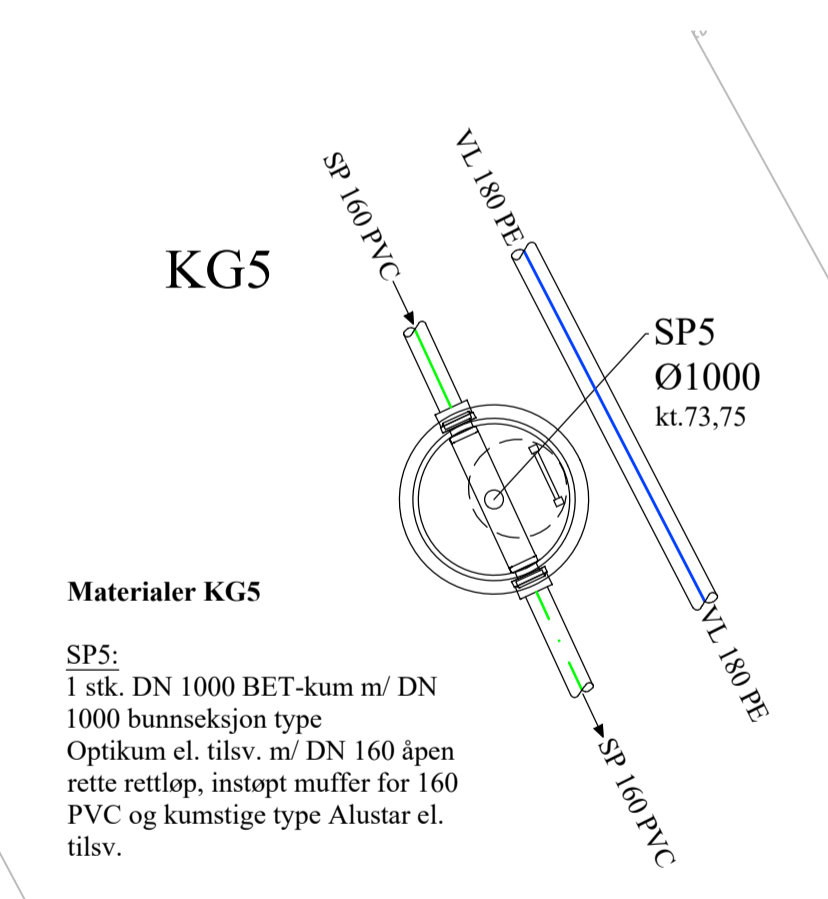 SP 160 PVC
VL 180 PE
KG5
SP5
Ø1000
kt.73,75
VL 180 PE
SP 160 PVC
Materialer KG5
SP5:
1 stk. DN 1000 BET-kum m/ DN
1000 bunnseksjon type
Optikum el. tilsv. m/ DN 160 åpen
rette rettløp, instøpt muffer for 160
PVC og kumstige type Alustar el.
tilsv.